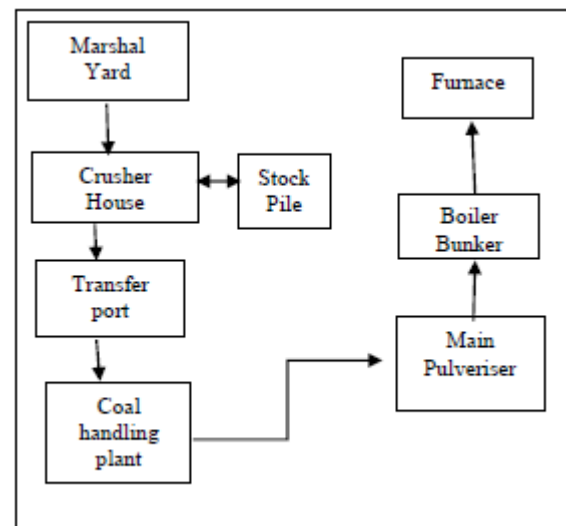 Marshal
Yard
Crusher
House
Stock
Pile
Transfer
port
Coal
handling
plant
Main
Pulveriser
Boiler
Bunker
Furnace